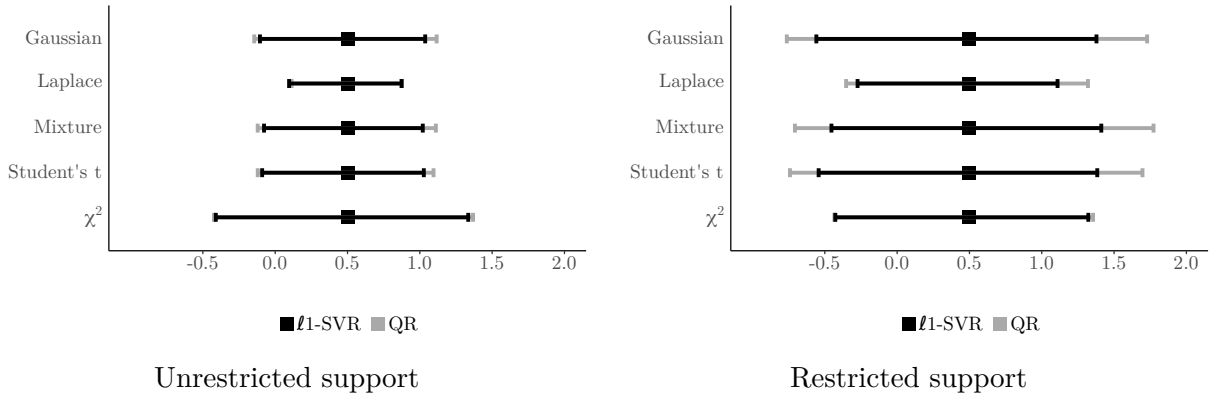 Gaussian
Laplace
Mixture
Student's t
χ²
-0.5 0.0 0.5 1.0 1.5 2.0
ℓ1-SVR QR
Unrestricted support
Gaussian
Laplace
Mixture
Student's t
χ²
-0.5 0.0 0.5 1.0 1.5 2.0
ℓ1-SVR QR
Restricted support